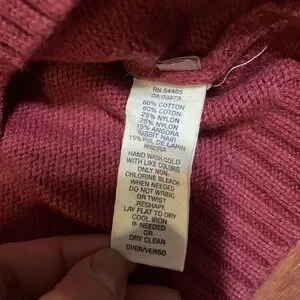 RN 54485
CA 03973
60% COTTON
60% COTON
25% NYLON
25% NYLON
15% ANGORA
RABBIT HAIR
15% POIL DE LAPIN
ANGORA
HAND WASH COLD
WITH LIKE COLORS
ONLY NON-
CHLORINE BLEACH
WHEN NEEDED
DO NOT WRING
OR TWIST
RESHAPE
LAY FLAT TO DRY
COOL IRON
IF NEEDED
OR
DRY CLEAN
OVER/VERSO